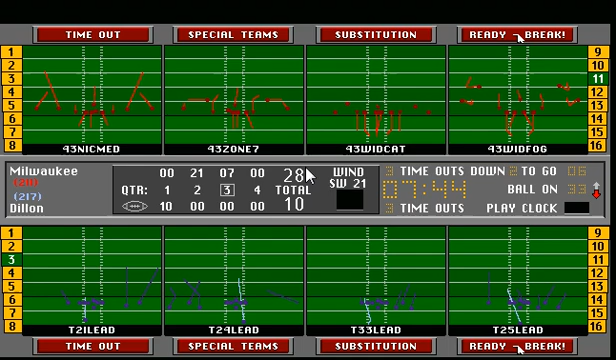 TIME OUT SPECIAL TEAMS SUBSTITUTION READY – BREAK!
1 9
2 10
3 11
4 12
5 13
6 14
7 15
8 16
43NICMED 43ZONE7 43WIDCAT 43WIDFOG
Milwaukee 00 21 07 00 28 WIND 3 TIME OUTS DOWN 2 TO GO 06
QTR: 1 2 3 4 TOTAL SW 21 07:44 BALL ON 33
(217)
Dillon 10 00 00 00 10 3 TIME OUTS PLAY CLOCK
1 9
2 10
3 11
4 12
5 13
6 14
7 15
8 16
T21LEAD T24LEAD T33LEAD T25LEAD
TIME OUT SPECIAL TEAMS SUBSTITUTION READY – BREAK!